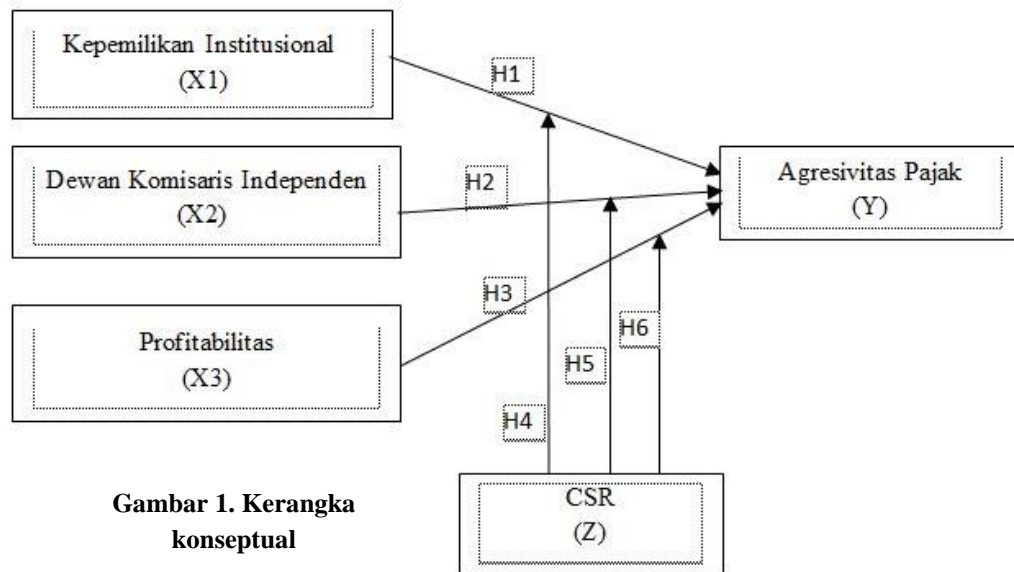 Kepemilikan Institusional
(X1)
H1
Dewan Komisaris Independen
(X2)
H2
Agresivitas Pajak
(Y)
Profitabilitas
(X3)
H3
H6
H5
H4
CSR
(Z)
Gambar 1. Kerangka
konseptual